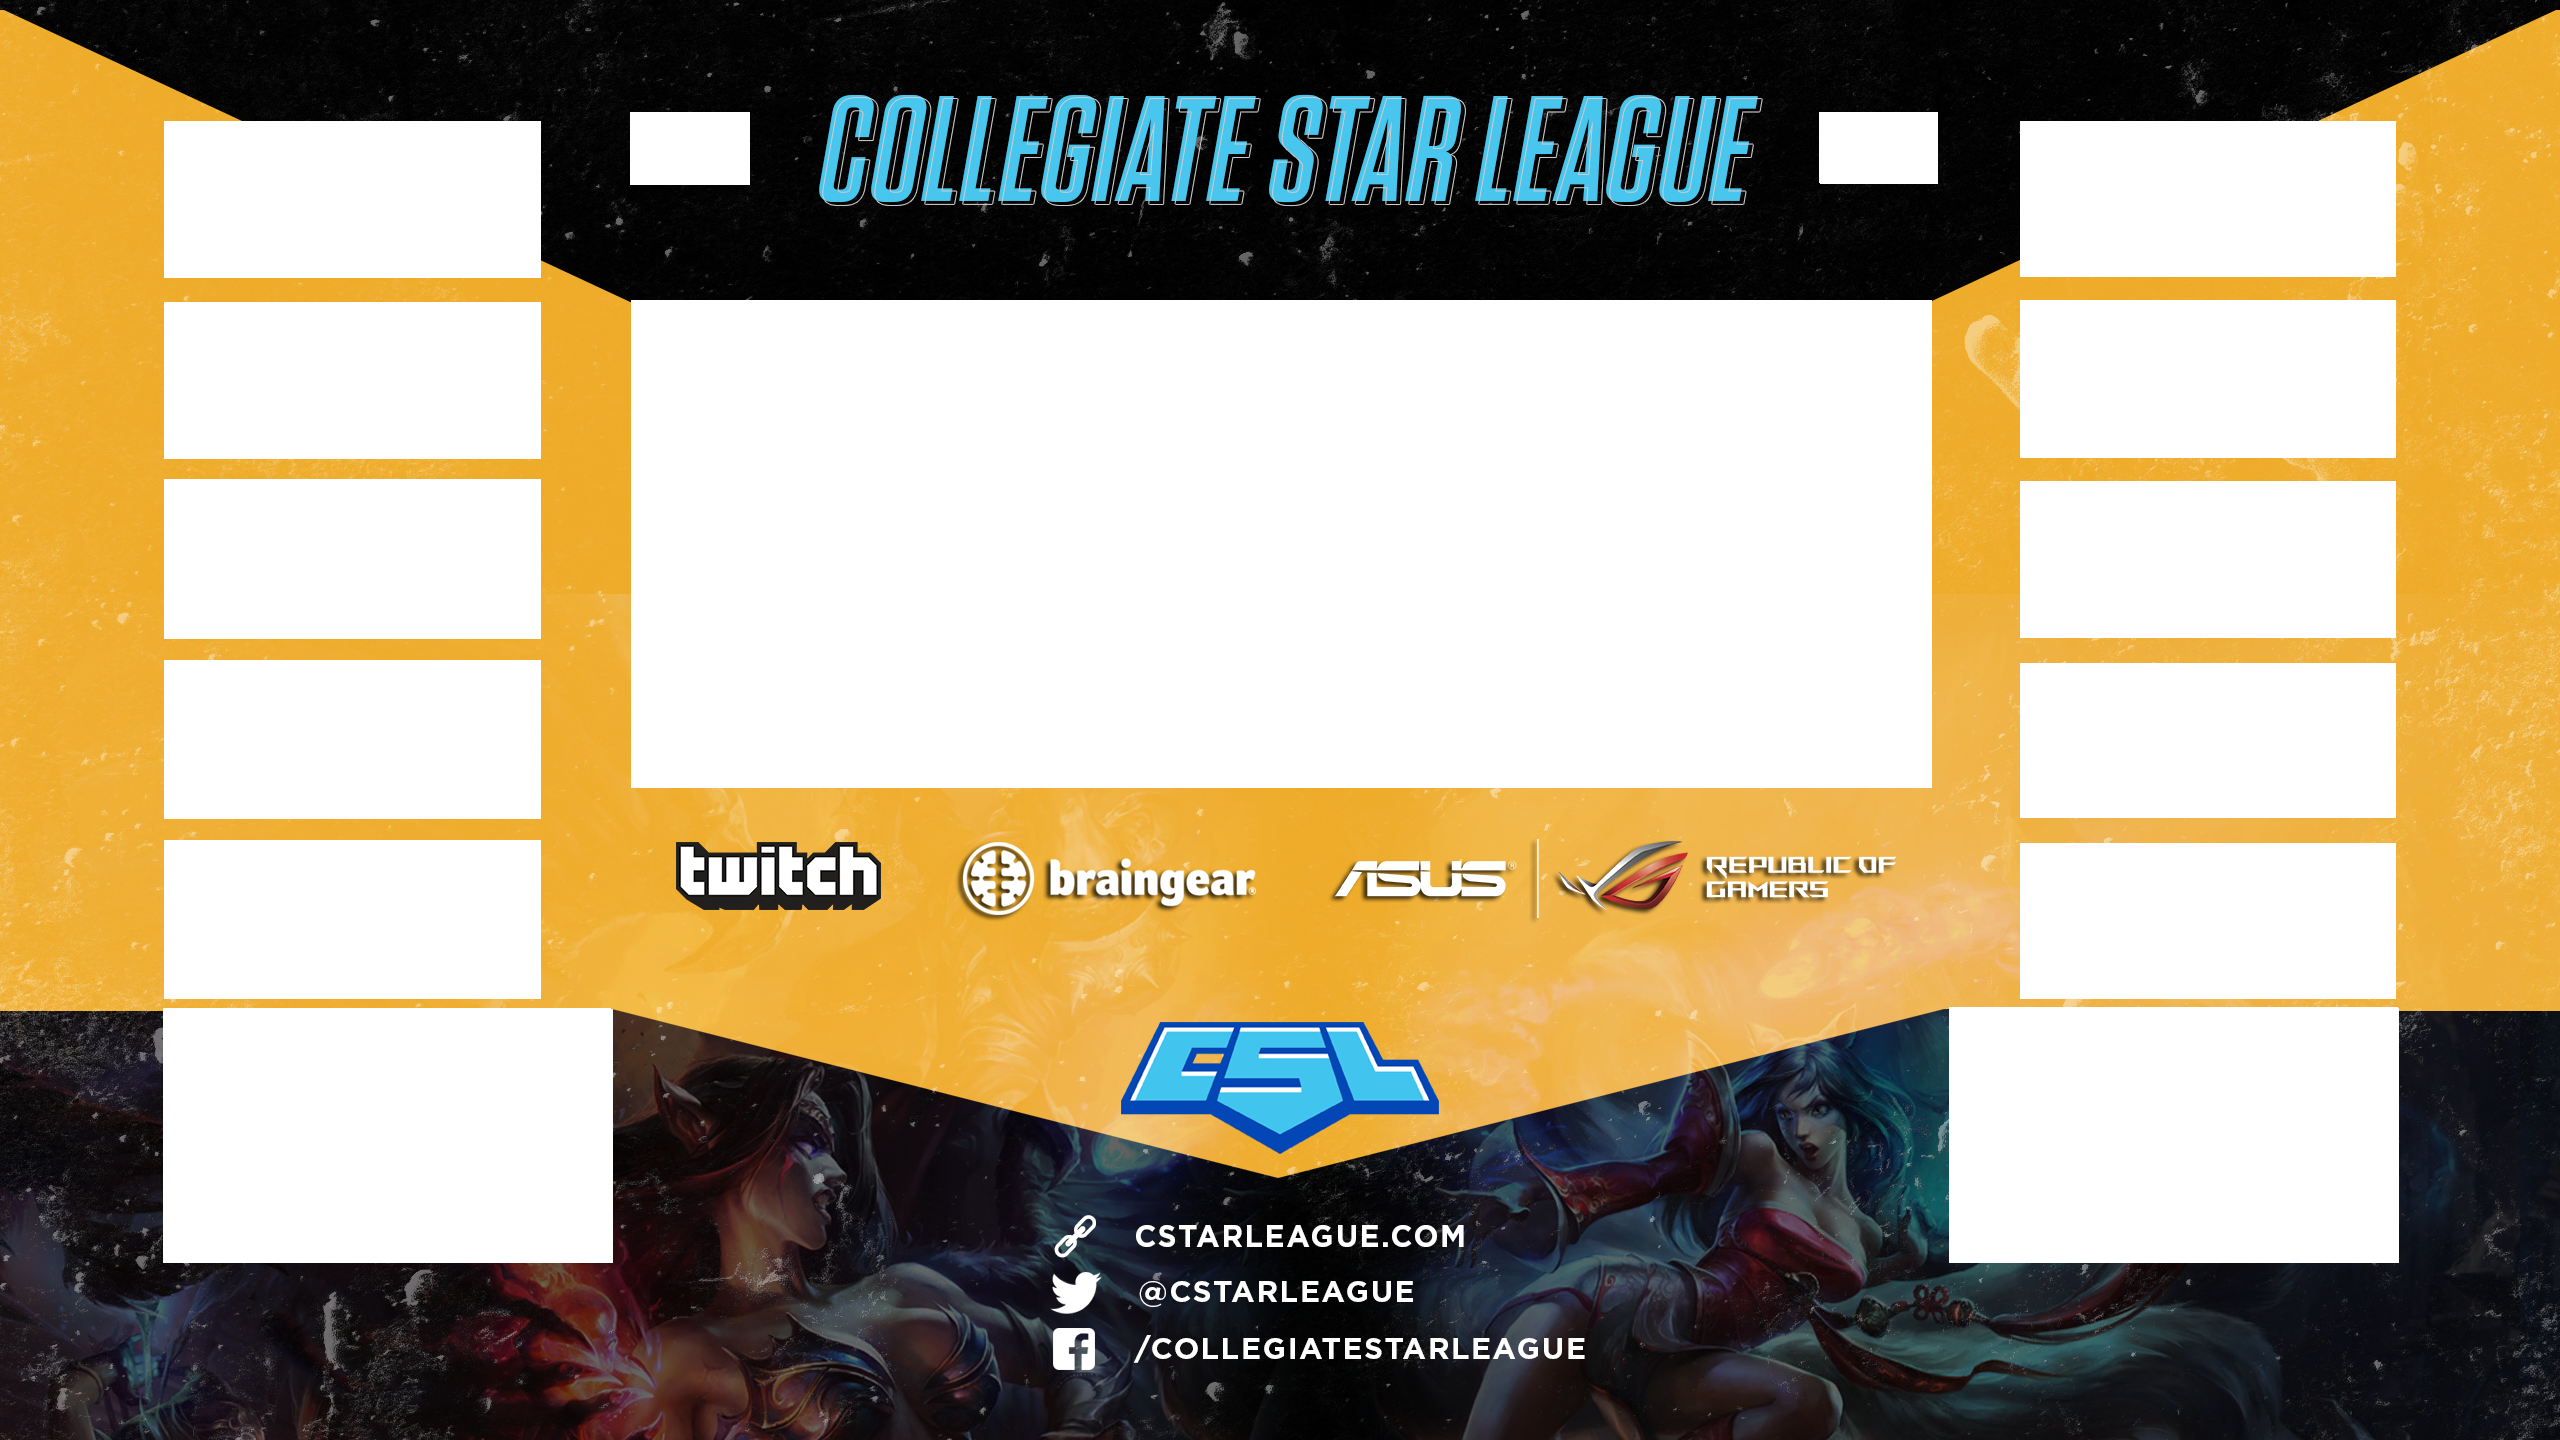 COLLEGIATE STAR LEAGUE
twitch
braingear®
ASUS®
REPUBLIC OF
GAMERS
CSL
CSTARLEAGUE.COM
@CSTARLEAGUE
/COLLEGIATESTARLEAGUE